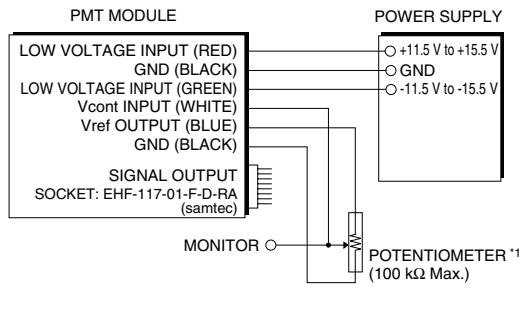 PMT MODULE
POWER SUPPLY
LOW VOLTAGE INPUT (RED)
GND (BLACK)
LOW VOLTAGE INPUT (GREEN)
Vcont INPUT (WHITE)
Vref OUTPUT (BLUE)
GND (BLACK)
SIGNAL OUTPUT
SOCKET: EHF-117-01-F-D-RA
(samtec)
+11.5 V to +15.5 V
GND
-11.5 V to -15.5 V
MONITOR
POTENTIOMETER *1
(100 kΩ Max.)